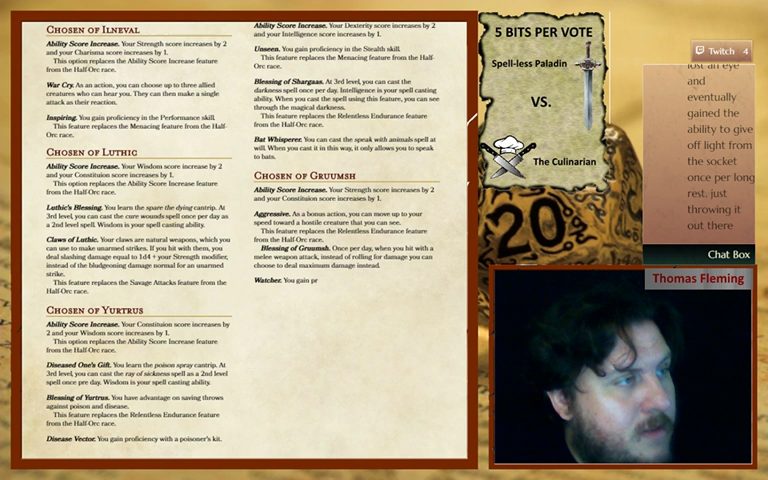 CHOSEN OF ILNEVAL
Ability Score Increase. Your Strength score increases by 2
and your Charisma score increases by 1.
This option replaces the Ability Score Increase feature
from the Half-Orc race.
War Cry. As an action, you can choose up to three allied
creatures who can hear you. They can then make a single
attack as their reaction.
Inspiring. You gain proficiency in the Performance skill.
This feature replaces the Menacing feature from the Half-
Orc race.
CHOSEN OF LUTHIC
Ability Score Increase. Your Wisdom score increase by 2
and your Constituion score increases by 1.
This option replaces the Ability Score Increase feature
from the Half-Orc race.
Luthic's Blessing. You learn the spare the dying cantrip. At
3rd level, you can cast the cure wounds spell once per day as
a 2nd level spell. Wisdom is your spell casting ability.
Claws of Luthic. Your claws are natural weapons, which you
can use to make unarmed strikes. If you hit with them, you
deal slashing damage equal to 1d4 + your Strength modifier,
instead of the bludgeoning damage normal for an unarmed
strike.
This feature replaces the Savage Attacks feature from the
Half-Orc race.
CHOSEN OF YURTRUS
Ability Score Increase. Your Constituion score increases by
2 and your Wisdom score increases by 1.
This option replaces the Ability Score Increase feature
from the Half-Orc race.
Diseased One's Gift. You learn the poison spray cantrip. At
3rd level, you can cast the ray of sickness spell as a 2nd level
spell once per day. Wisdom is your spell casting ability.
Blessing of Yurtrus. You have advantage on saving throws
against poison and disease.
This feature replaces the Relentless Endurance feature
from the Half-Orc race.
Disease Vector. You gain proficiency with a poisoner's kit.
Ability Score Increase. Your Dexterity score increases by 2
and your Intelligence score increases by 1.
Unseen. You gain proficiency in the Stealth skill.
This feature replaces the Menacing feature from the Half-
Orc race.
Blessing of Shargaas. At 3rd level, you can cast the
darkness spell once per day. Intelligence is your spell casting
ability. When you cast the spell using this feature, you can see
through the magical darkness.
This feature replaces the Relentless Endurance feature
from the Half-Orc race.
Bat Whisperer. You can cast the speak with animals spell at
will. When you cast it in this way, it only allows you to speak
to bats.
CHOSEN OF GRUUMSH
Ability Score Increase. Your Strength score increases by 2
and your Constituion score increases by 1.
Aggressive. As a bonus action, you can move up to your
speed toward a hostile creature that you can see.
This feature replaces the Relentless Endurance feature
from the Half-Orc race.
Blessing of Gruumsh. Once per day, when you hit with a
melee weapon attack, instead of rolling for damage you can
choose to deal maximum damage instead.
Watcher. You gain pr
5 BITS PER VOTE
Spell-less Paladin
VS.
The Culinarian
20
Twitch 4
lost an eye
and
eventually
gained the
ability to give
off light from
the socket
once per long
rest. just
throwing it
out there
Chat Box
Thomas Fleming